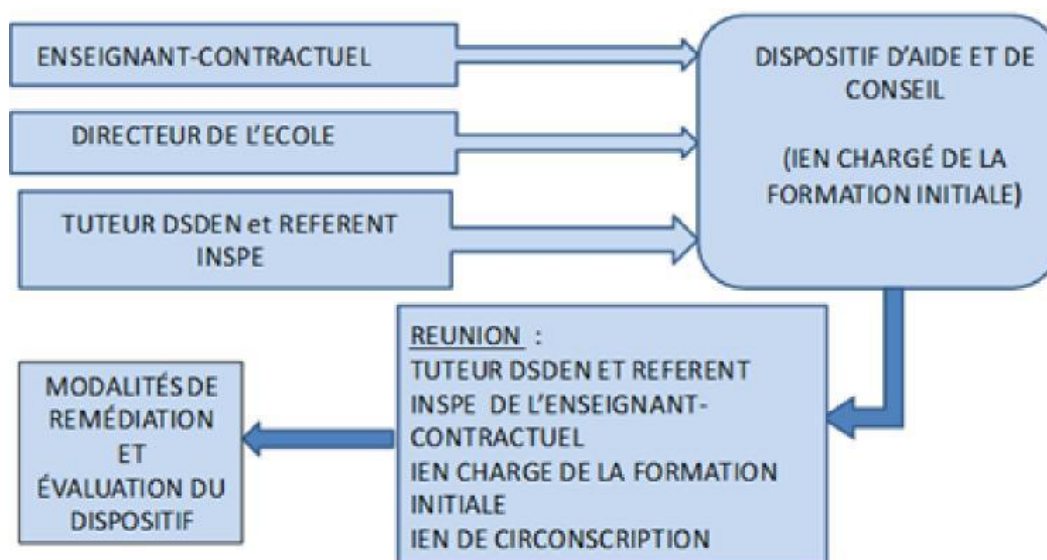 ENSEIGNANT-CONTRACTUEL
DIRECTEUR DE L'ECOLE
TUTEUR DSDEN et REFERENT
INSPE
DISPOSITIF D'AIDE ET DE
CONSEIL
(IEN CHARGÉ DE LA
FORMATION INITIALE)
REUNION :
TUTEUR DSDEN ET REFERENT
INSPE DE L'ENSEIGNANT-
CONTRACTUEL
IEN CHARGE DE LA FORMATION
INITIALE
IEN DE CIRCONSCRIPTION
MODALITÉS DE
REMÉDIATION
ET
ÉVALUATION DU
DISPOSITIF